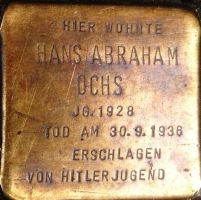 HIER WOHNTE
HANS ABRAHAM
OCHS
JG. 1928
TOD AM 30.9.1936
ERSCHLAGEN
VON HITLERJUGEND